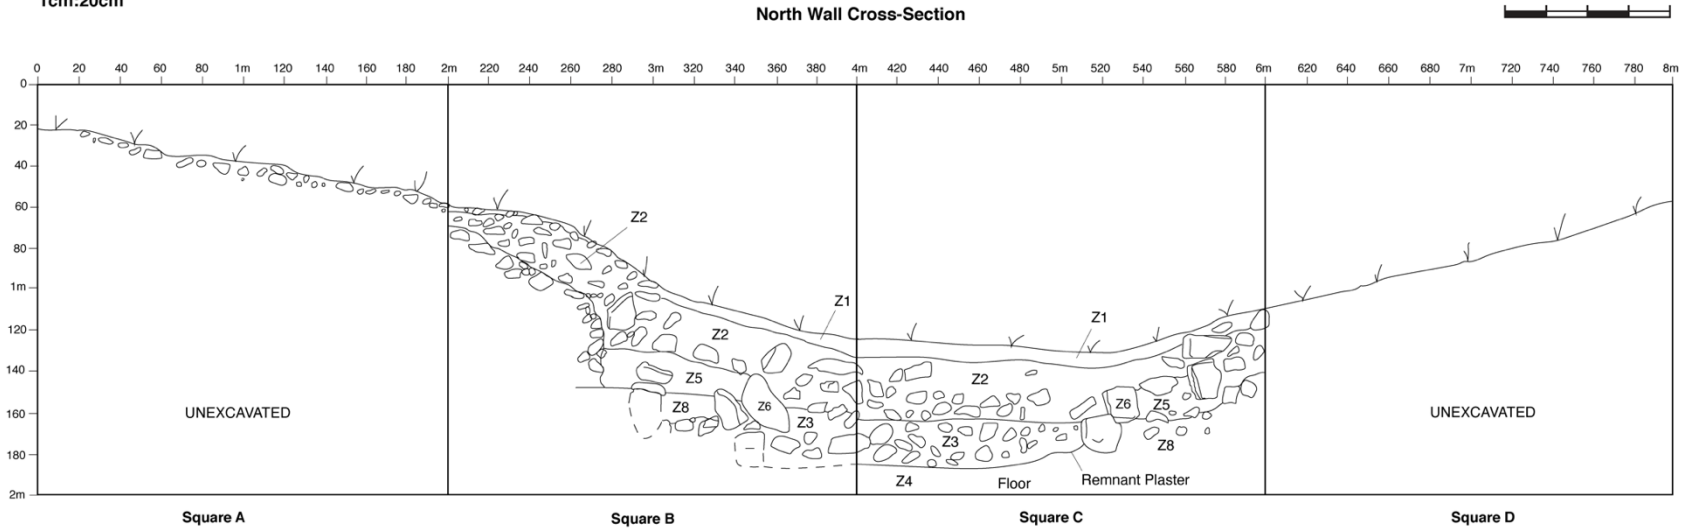 1cm:20cm
North Wall Cross-Section
0 20 40 60 80 1m 120 140 160 180 2m 220 240 260 280 3m 320 340 360 380 4m 420 440 460 480 5m 520 540 560 580 6m 620 640 660 680 7m 720 740 760 780 8m
0
20
40
60
80
1m
120
140
160
180
2m
Z2
Z1
Z1
Z2
Z2
Z5
Z6
Z8
Z3
Z6
Z5
Z3
Z8
UNEXCAVATED
UNEXCAVATED
Z4
Floor
Remnant Plaster
Square A
Square B
Square C
Square D